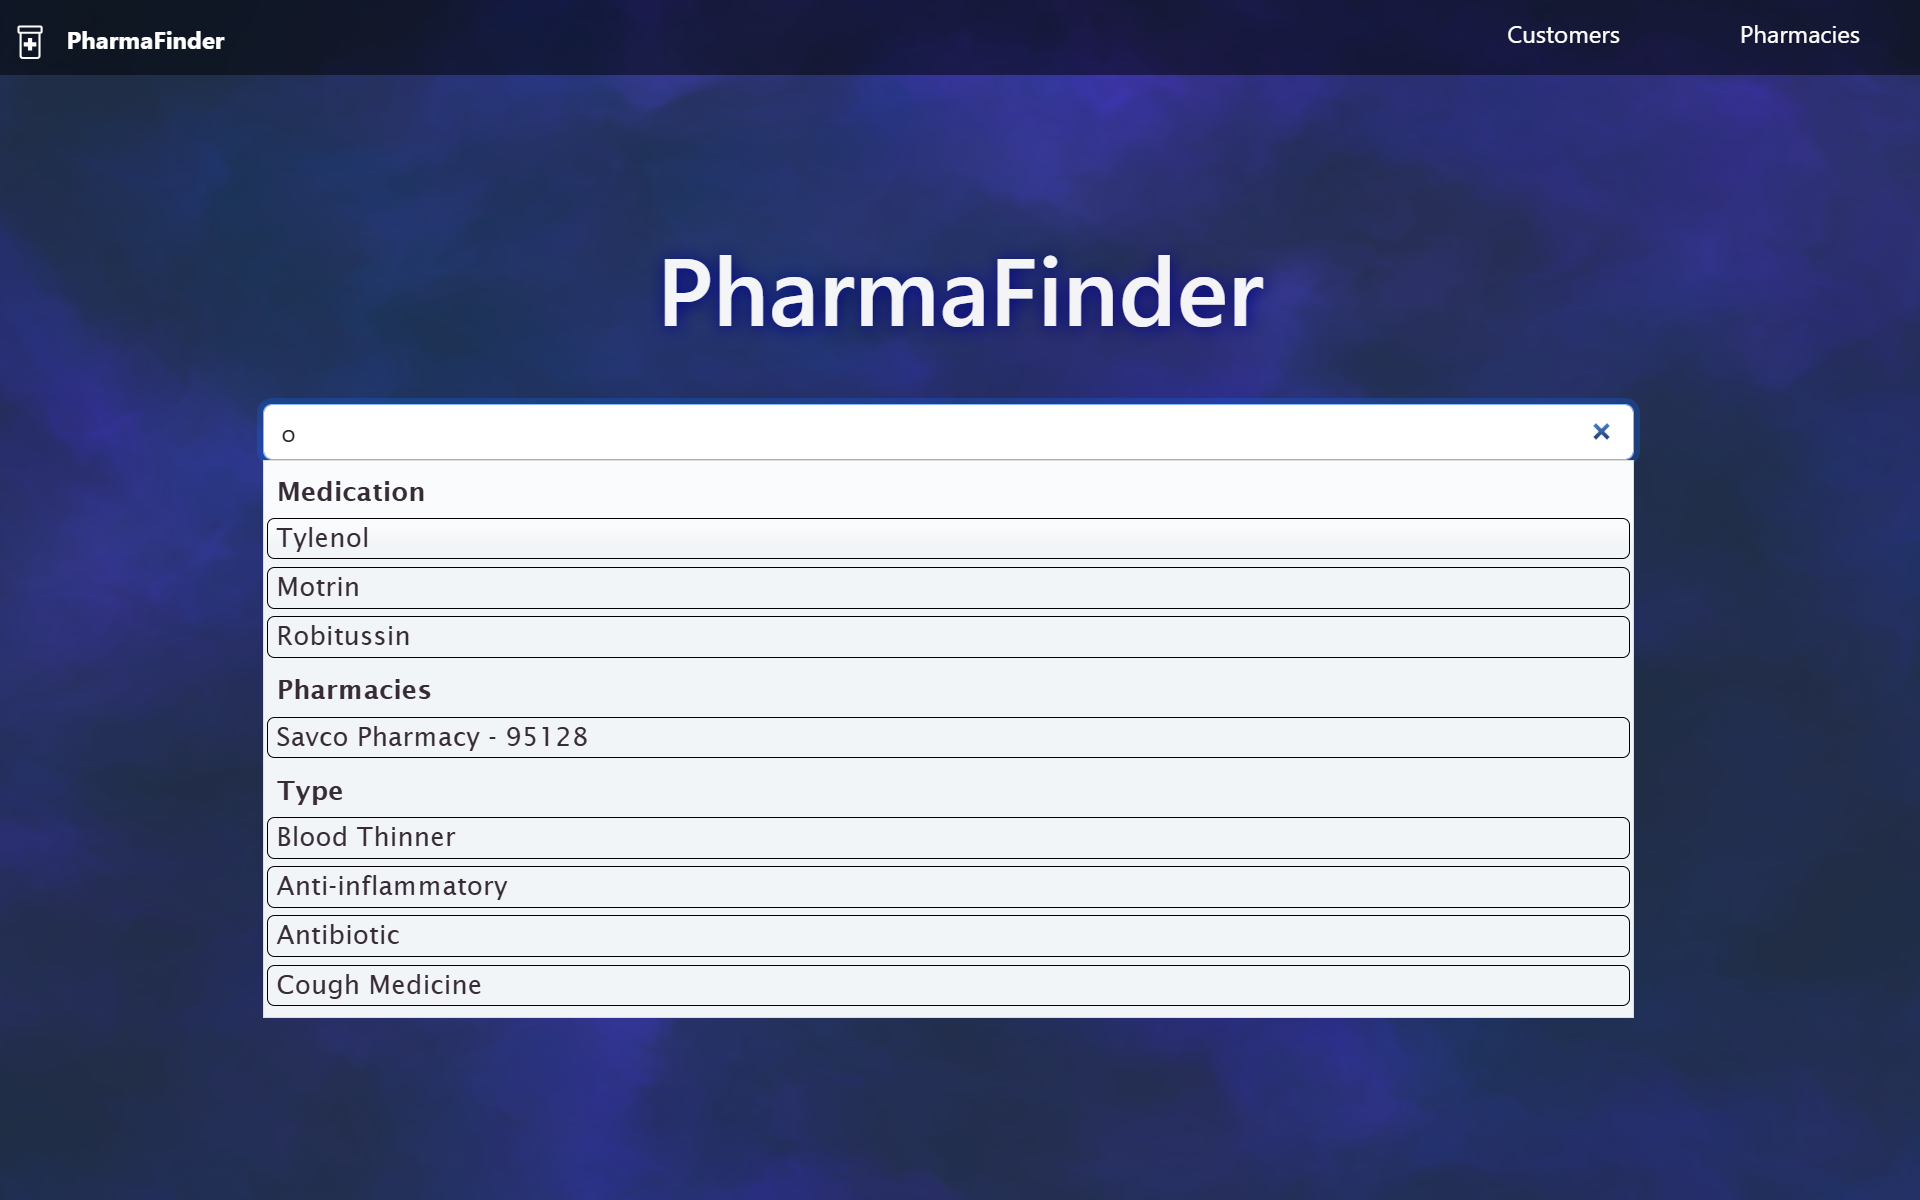 PharmaFinder
Customers
Pharmacies
PharmaFinder
o
Medication
Tylenol
Motrin
Robitussin
Pharmacies
Savco Pharmacy - 95128
Type
Blood Thinner
Anti-inflammatory
Antibiotic
Cough Medicine